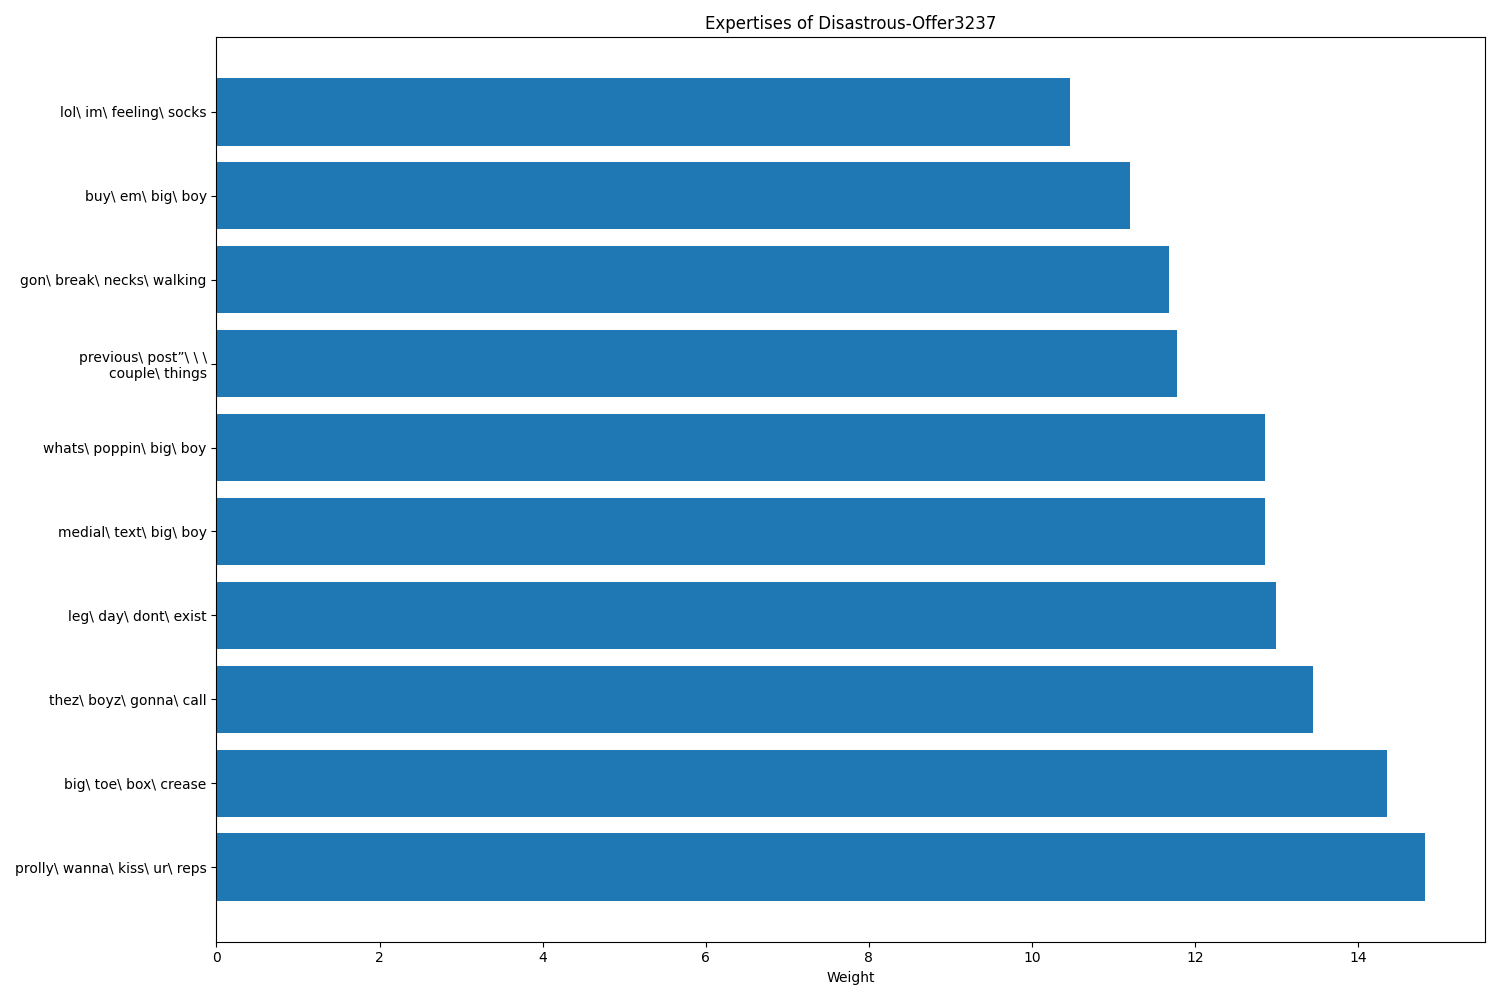 Expertises of Disastrous-Offer3237
lol\ im\ feeling\ socks
buy\ em\ big\ boy
gon\ break\ necks\ walking
previous\ post”\ \ \
couple\ things
whats\ poppin\ big\ boy
medial\ text\ big\ boy
leg\ day\ dont\ exist
thez\ boyz\ gonna\ call
big\ toe\ box\ crease
prolly\ wanna\ kiss\ ur\ reps
0 2 4 6 8 10 12 14
Weight